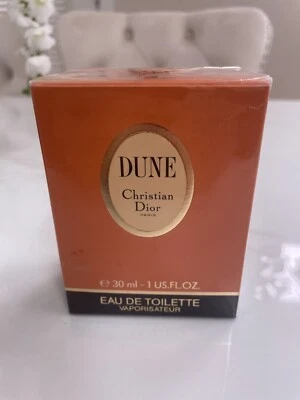 DUNE
Christian
Dior
PARIS
℮ 30 ml - 1 US.FL.OZ.
EAU DE TOILETTE
VAPORISATEUR